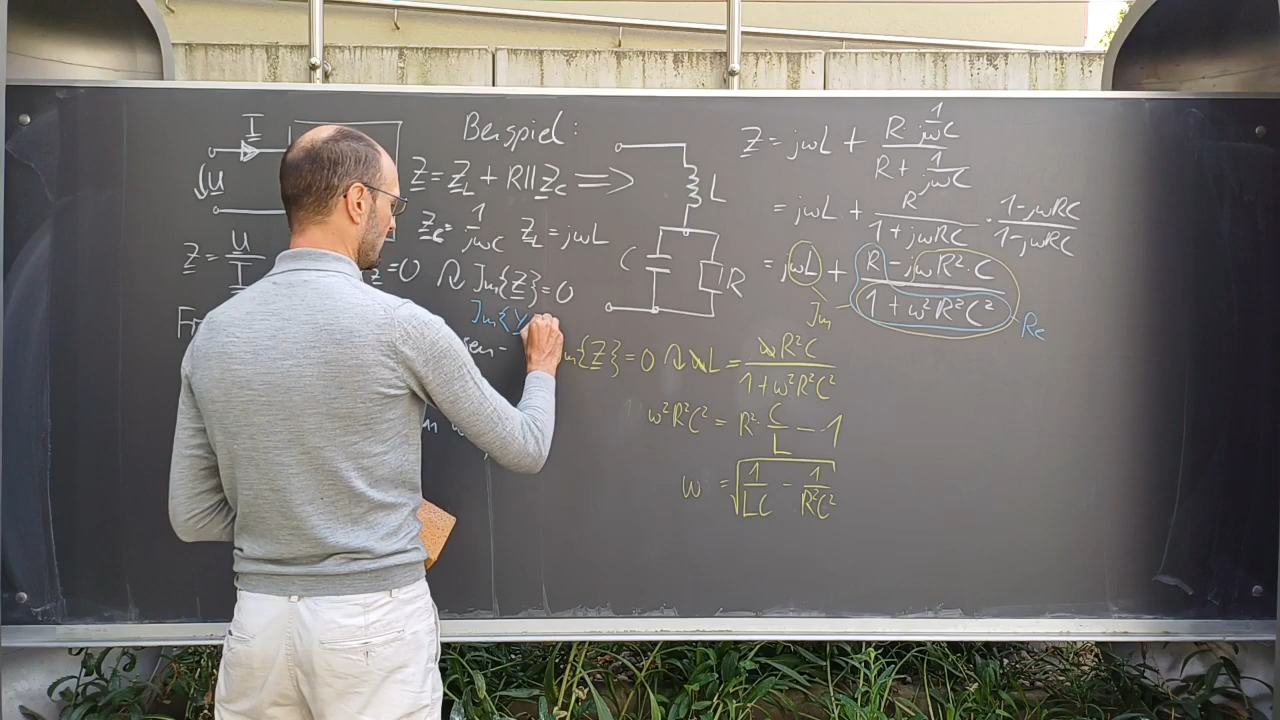 I
u
Z = u/I
Beispiel:
Z = Z_L + R||Z_C ⟹
Z_C = 1/jωC Z_L = jωL
=0 Im{Z}=0
Im{Y
L
C
R
Z = jωL + (R · 1/jωC)/(R + 1/jωC)
= jωL + R/(1+jωRC) · (1-jωRC)/(1-jωRC)
= jωL + (R - jωR²·C)/(1+ω²R²C²)
Im
Re
m{Z}=0 ωL = ωR²C/(1+ω²R²C²)
ω²R²C² = R²·C/L - 1
ω = √(1/LC - 1/R²C²)